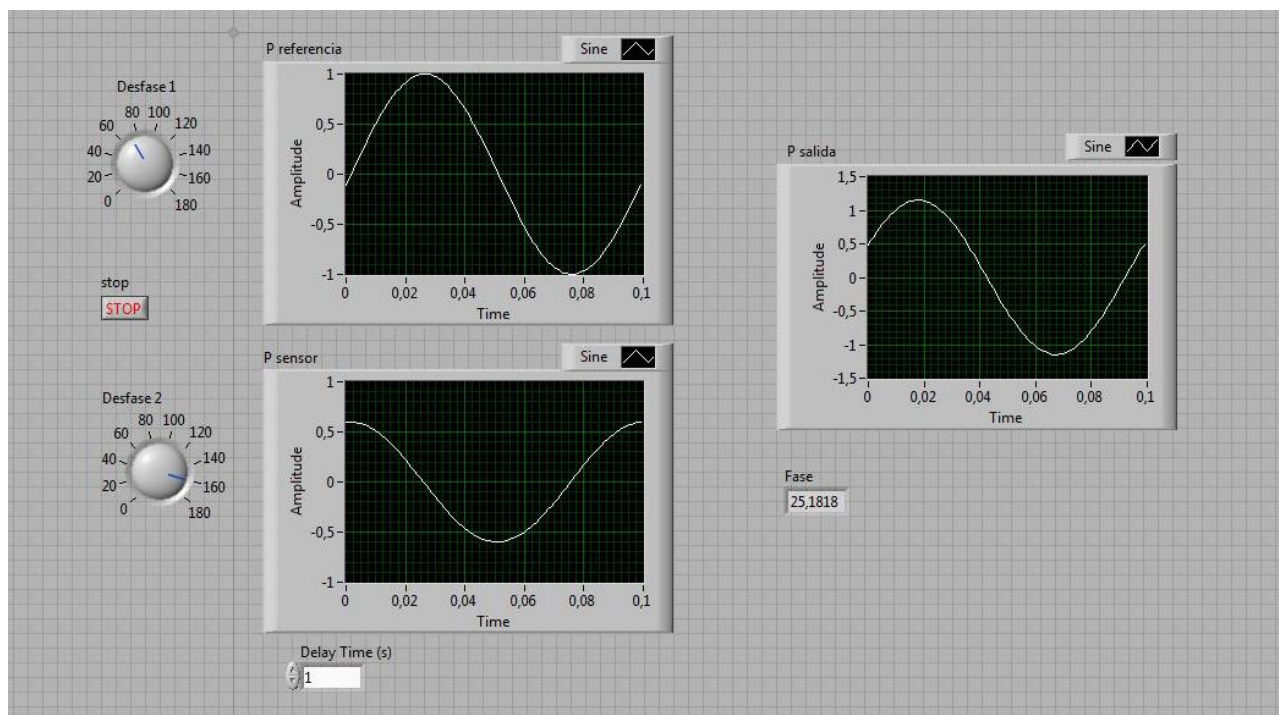 P referencia
Sine
Desfase 1
0 20 40 60 80 100 120 140 160 180
1
0,5
0
-0,5
-1
Amplitude
0 0,02 0,04 0,06 0,08 0,1
Time
stop
STOP
P sensor
Sine
Desfase 2
0 20 40 60 80 100 120 140 160 180
1
0,5
0
-0,5
-1
Amplitude
0 0,02 0,04 0,06 0,08 0,1
Time
Delay Time (s)
1
P salida
Sine
1,5
1
0,5
0
-0,5
-1
-1,5
Amplitude
0 0,02 0,04 0,06 0,08 0,1
Time
Fase
25,1818